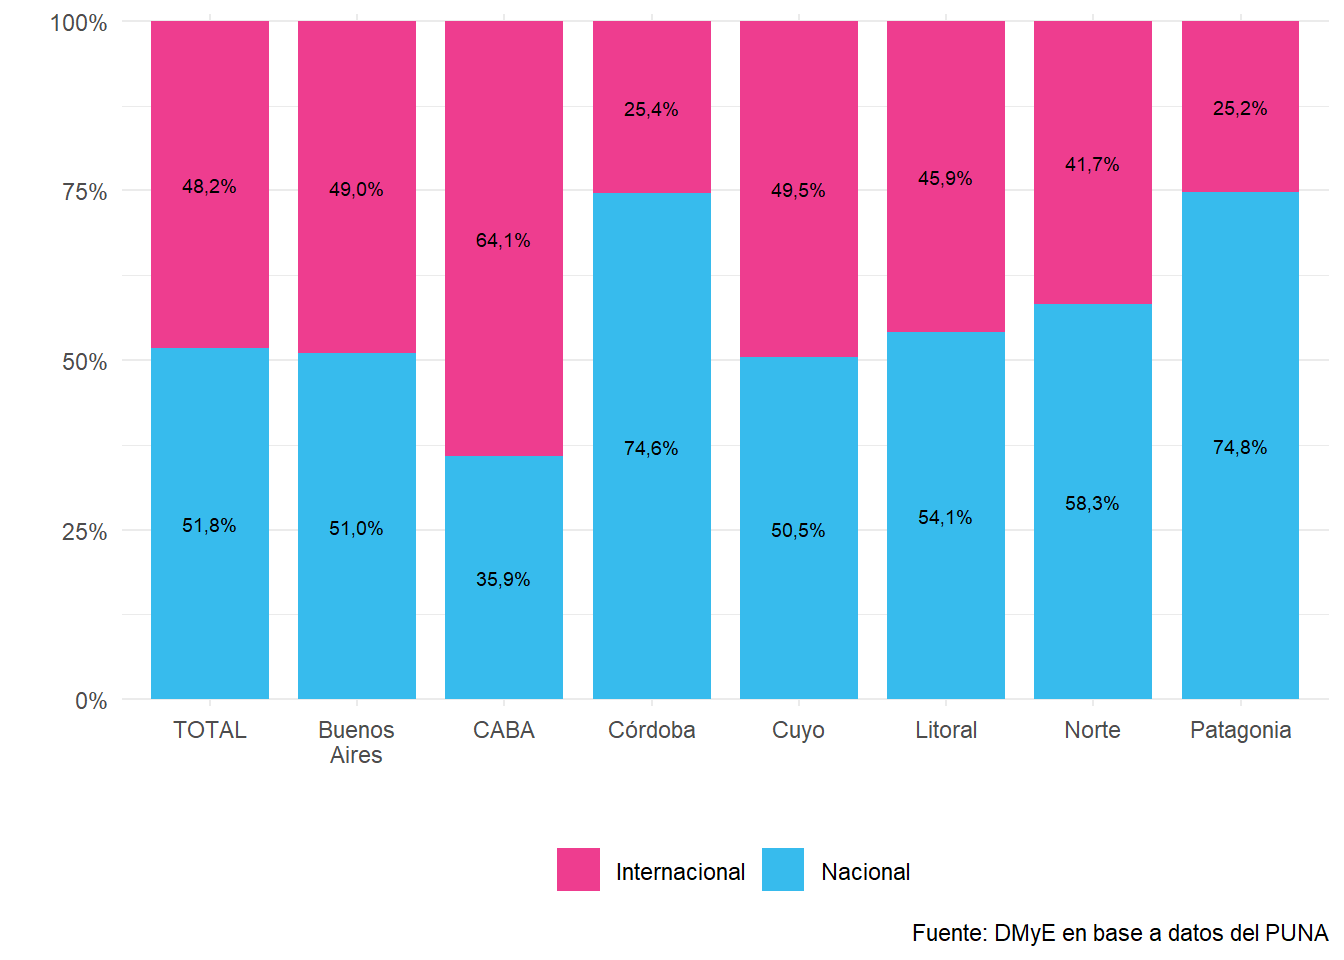 100%
75%
50%
25%
0%
48,2%
49,0%
64,1%
25,4%
49,5%
45,9%
41,7%
25,2%
51,8%
51,0%
35,9%
74,6%
50,5%
54,1%
58,3%
74,8%
TOTAL
Buenos
Aires
CABA
Córdoba
Cuyo
Litoral
Norte
Patagonia
Internacional
Nacional
Fuente: DMyE en base a datos del PUNA